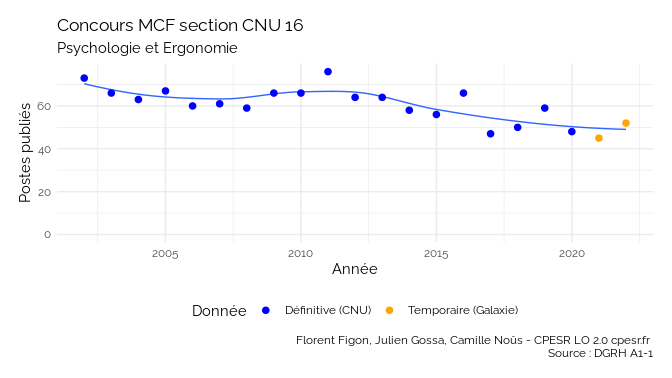 Concours MCF section CNU 16
Psychologie et Ergonomie
Postes publiés
60
40
20
0
2005 2010 2015 2020
Année
Donnée Définitive (CNU) Temporaire (Galaxie)
Florent Figon, Julien Gossa, Camille Noûs - CPESR LO 2.0 cpesr.fr
Source : DGRH A1-1